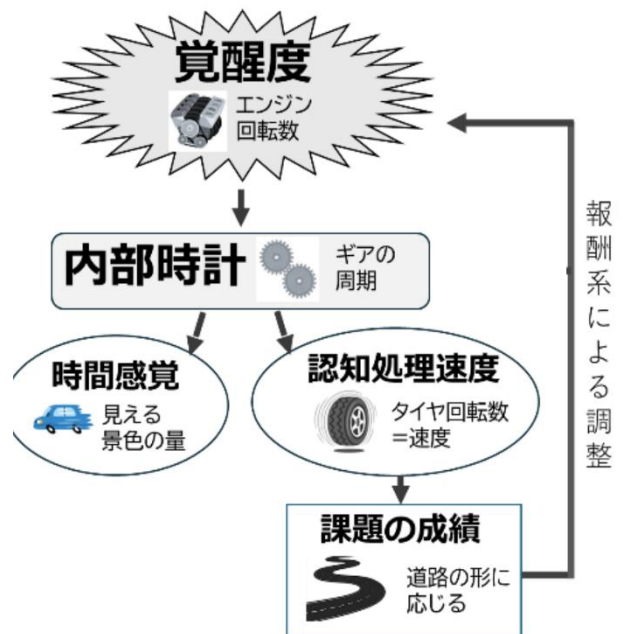 覚醒度
エンジン
回転数
内部時計
ギアの
周期
時間感覚
見える
景色の量
認知処理速度
タイヤ回転数
=速度
課題の成績
道路の形に
応じる
報酬系による調整